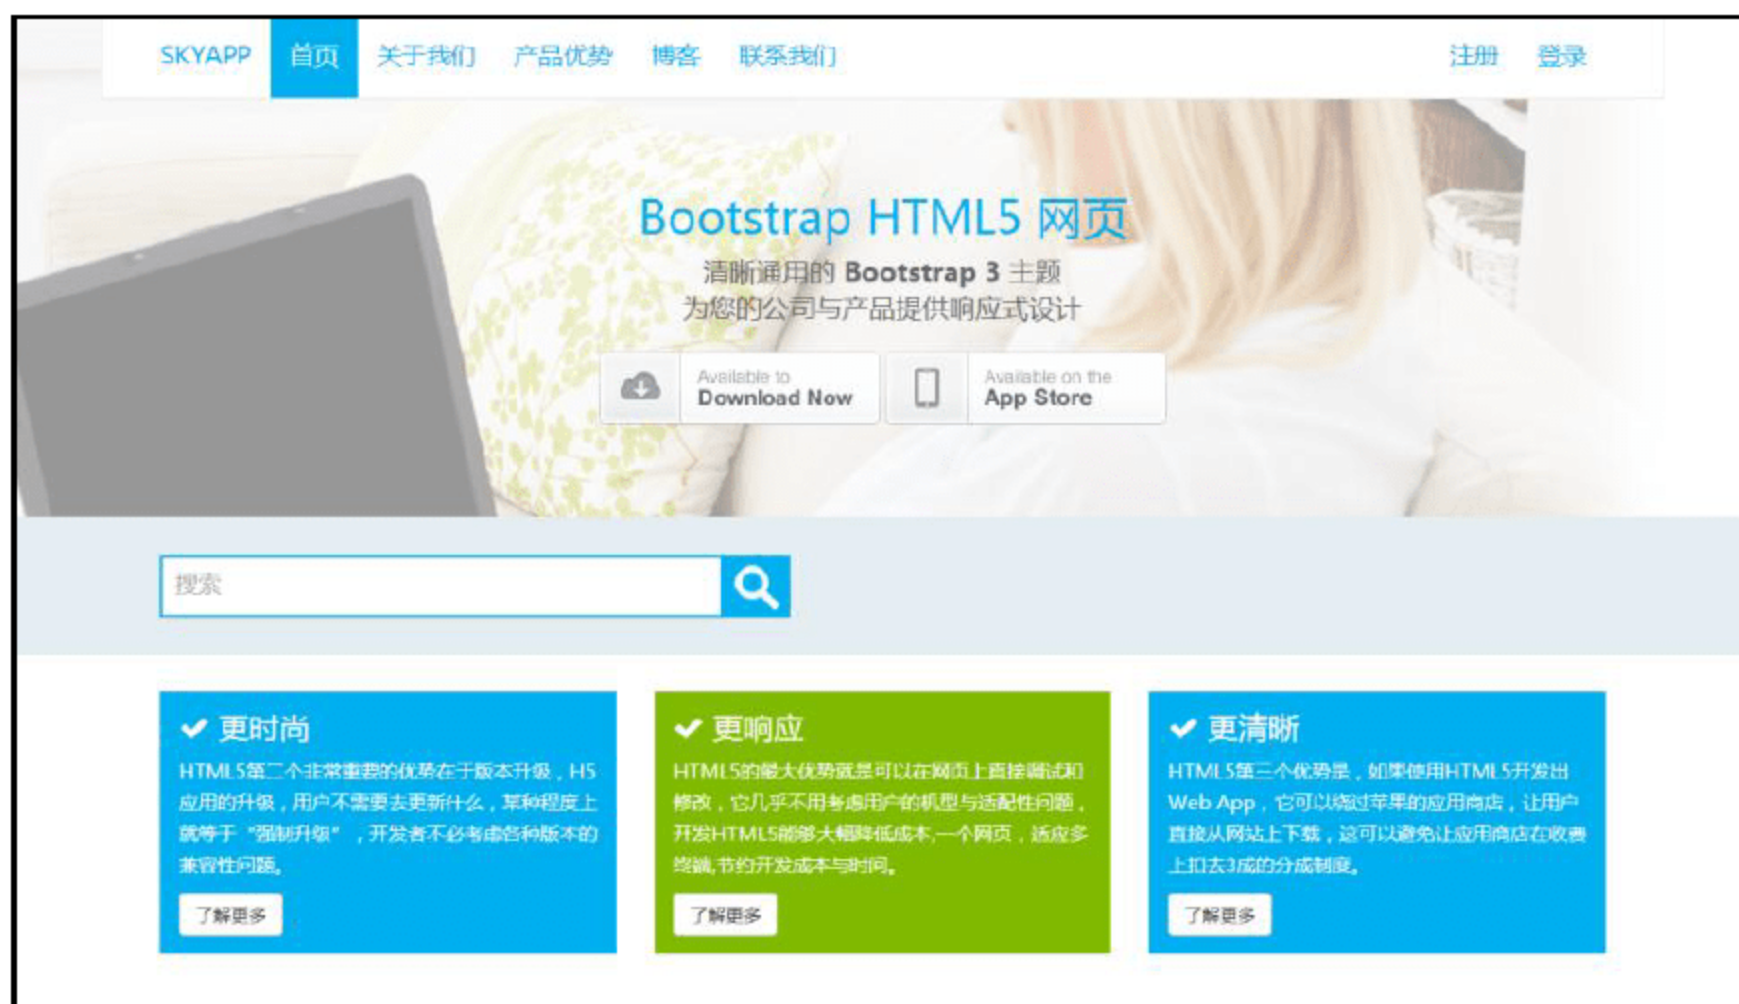 SKYAPP 首页 关于我们 产品优势 博客 联系我们 注册 登录
Bootstrap HTML5 网页
清晰通用的 Bootstrap 3 主题
为您的公司与产品提供响应式设计
Available to
Download Now
Available on the
App Store
搜索
更时尚
HTML5第二个非常重要的优势在于版本升级，H5
应用的升级，用户不需要去更新什么，某种程度上
就等于“强制升级”，开发者不必考虑各种版本的
兼容性问题。
了解更多
更响应
HTML5的最大优势就是可以在网页上直接调试和
修改，它几乎不用考虑用户的机型与适配性问题，
开发HTML5能够大幅降低成本,一个网页，适应多
终端,节约开发成本与时间。
了解更多
更清晰
HTML5第三个优势是，如果使用HTML5开发出
Web App，它可以绕过苹果的应用商店，让用户
直接从网站上下载，这可以避免让应用商店在收费
上扣去3成的分成制度。
了解更多